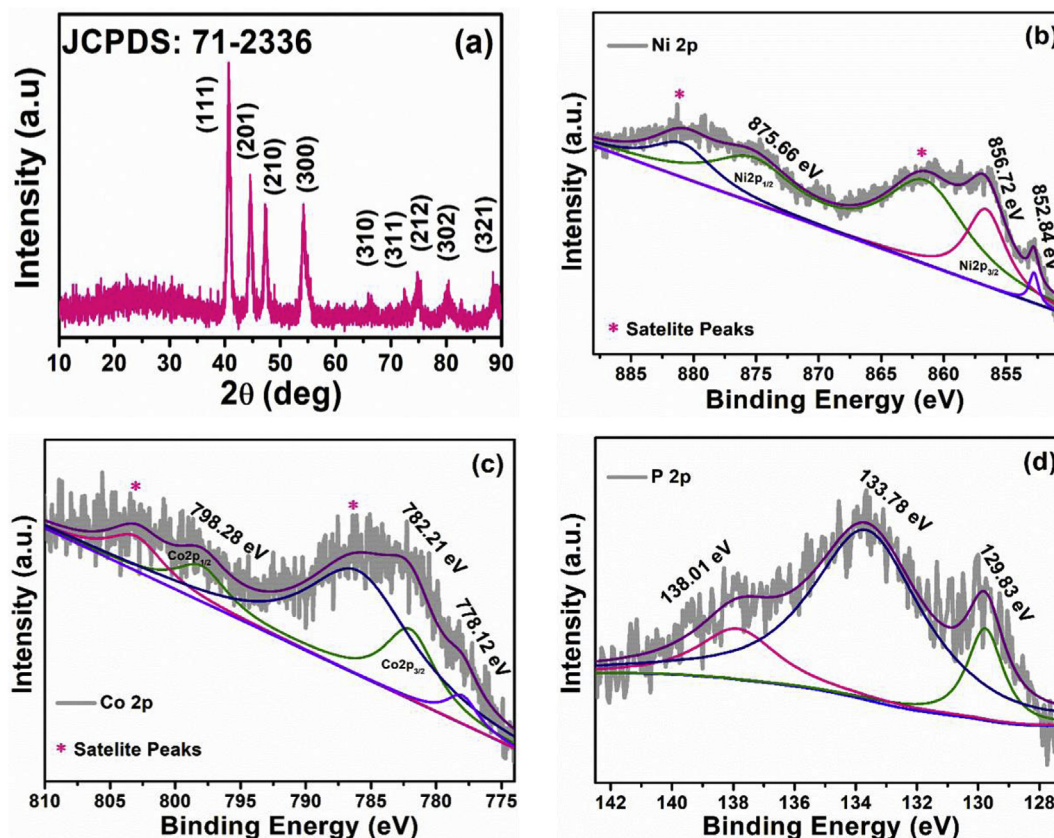 JCPDS: 71-2336
(a)
(111)
(201)
(210)
(300)
(310)
(311)
(212)
(302)
(321)
Intensity (a.u)
10 20 30 40 50 60 70 80 90
2θ (deg)
Ni 2p
(b)
*
875.66 eV
*
856.72 eV
852.84 eV
Ni2p1/2
Ni2p3/2
* Satelite Peaks
Intensity (a.u.)
885 880 875 870 865 860 855
Binding Energy (eV)
(c)
*
798.28 eV
*
782.21 eV
778.12 eV
Co2p1/2
Co2p3/2
Co 2p
* Satelite Peaks
Intensity (a.u.)
810 805 800 795 790 785 780 775
Binding Energy (eV)
P 2p
(d)
138.01 eV
133.78 eV
129.83 eV
Intensity (a.u.)
142 140 138 136 134 132 130 128
Binding Energy (eV)